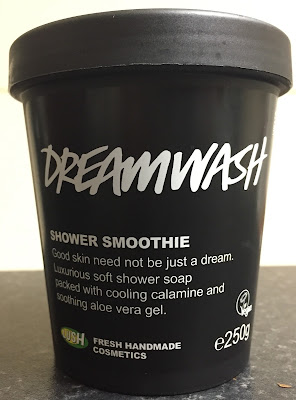 DREAMWASH
SHOWER SMOOTHIE
Good skin need not be just a dream.
Luxurious soft shower soap
packed with cooling calamine and
soothing aloe vera gel.
LUSH FRESH HANDMADE
COSMETICS
℮250g